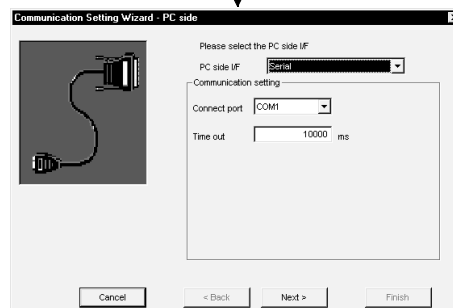 Communication Setting Wizard - PC side
Please select the PC side I/F
PC side I/F Serial
Communication setting
Connect port COM1
Time out 10000 ms
Cancel < Back Next > Finish